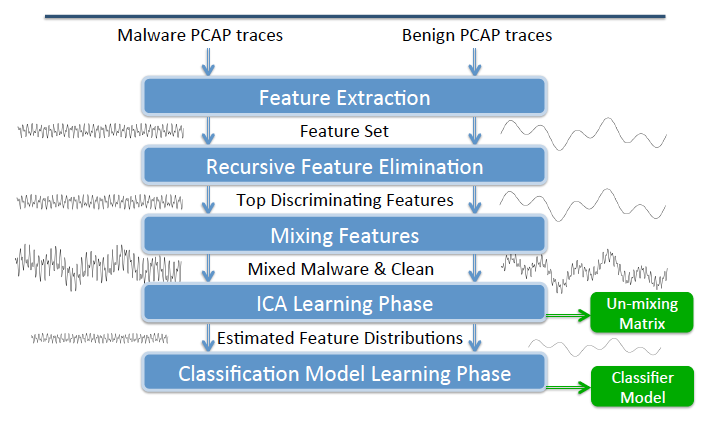 Malware PCAP traces
Benign PCAP traces
Feature Extraction
Feature Set
Recursive Feature Elimination
Top Discriminating Features
Mixing Features
Mixed Malware & Clean
ICA Learning Phase
Un-mixing
Matrix
Estimated Feature Distributions
Classification Model Learning Phase
Classifier
Model